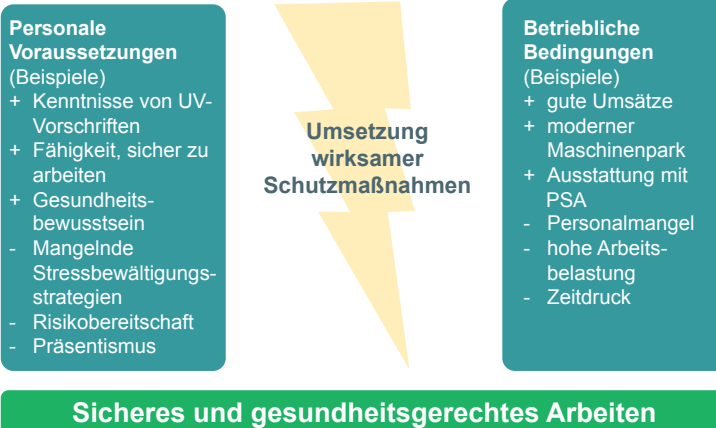 Personale
Voraussetzungen
(Beispiele)
+ Kenntnisse von UV-
Vorschriften
+ Fähigkeit, sicher zu
arbeiten
+ Gesundheits-
bewusstsein
- Mangelnde
Stressbewältigungs-
strategien
- Risikobereitschaft
- Präsentismus
Umsetzung
wirksamer
Schutzmaßnahmen
Betriebliche
Bedingungen
(Beispiele)
+ gute Umsätze
+ moderner
Maschinenpark
+ Ausstattung mit
PSA
- Personalmangel
- hohe Arbeits-
belastung
- Zeitdruck
Sicheres und gesundheitsgerechtes Arbeiten